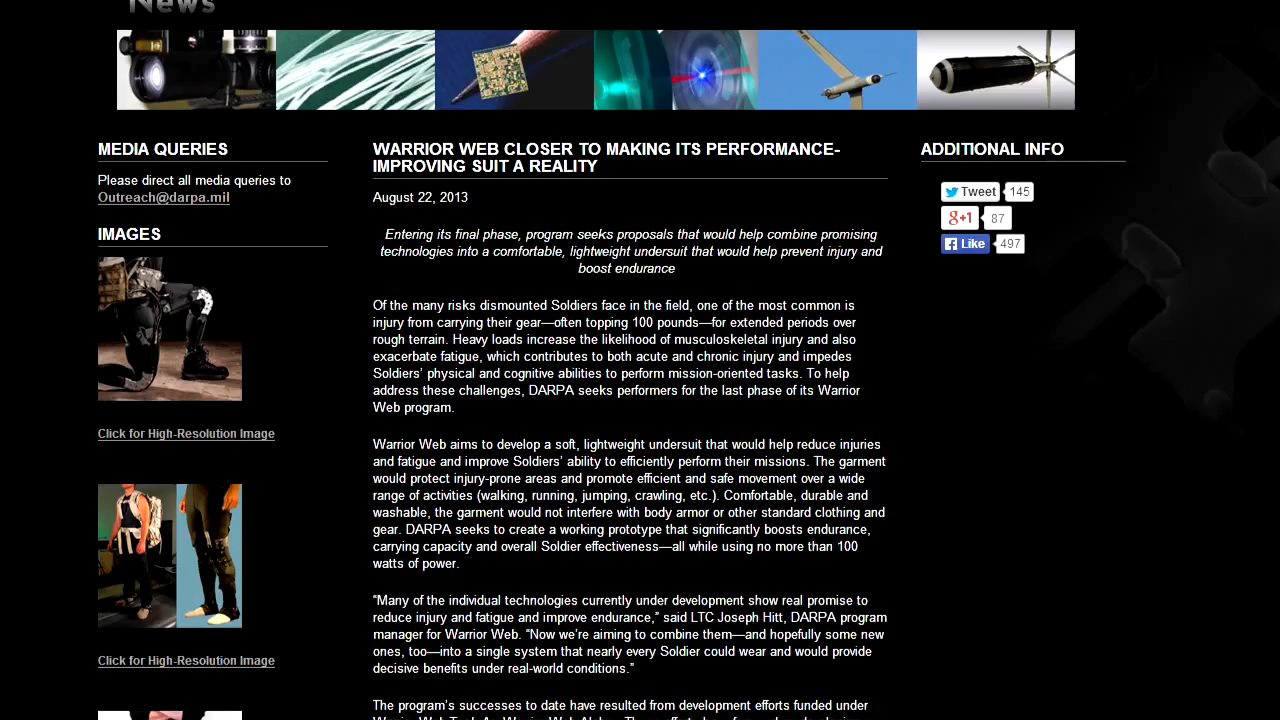 News
MEDIA QUERIES
Please direct all media queries to
Outreach@darpa.mil
IMAGES
Click for High-Resolution Image
Click for High-Resolution Image
WARRIOR WEB CLOSER TO MAKING ITS PERFORMANCE-
IMPROVING SUIT A REALITY
August 22, 2013
Entering its final phase, program seeks proposals that would help combine promising
technologies into a comfortable, lightweight undersuit that would help prevent injury and
boost endurance
Of the many risks dismounted Soldiers face in the field, one of the most common is
injury from carrying their gear—often topping 100 pounds—for extended periods over
rough terrain. Heavy loads increase the likelihood of musculoskeletal injury and also
exacerbate fatigue, which contributes to both acute and chronic injury and impedes
Soldiers’ physical and cognitive abilities to perform mission-oriented tasks. To help
address these challenges, DARPA seeks performers for the last phase of its Warrior
Web program.
Warrior Web aims to develop a soft, lightweight undersuit that would help reduce injuries
and fatigue and improve Soldiers’ ability to efficiently perform their missions. The garment
would protect injury-prone areas and promote efficient and safe movement over a wide
range of activities (walking, running, jumping, crawling, etc.). Comfortable, durable and
washable, the garment would not interfere with body armor or other standard clothing and
gear. DARPA seeks to create a working prototype that significantly boosts endurance,
carrying capacity and overall Soldier effectiveness—all while using no more than 100
watts of power.
“Many of the individual technologies currently under development show real promise to
reduce injury and fatigue and improve endurance,” said LTC Joseph Hitt, DARPA program
manager for Warrior Web. “Now we’re aiming to combine them—and hopefully some new
ones, too—into a single system that nearly every Soldier could wear and would provide
decisive benefits under real-world conditions.”
The program’s successes to date have resulted from development efforts funded under
ADDITIONAL INFO
Tweet 145
g+1 87
Like 497